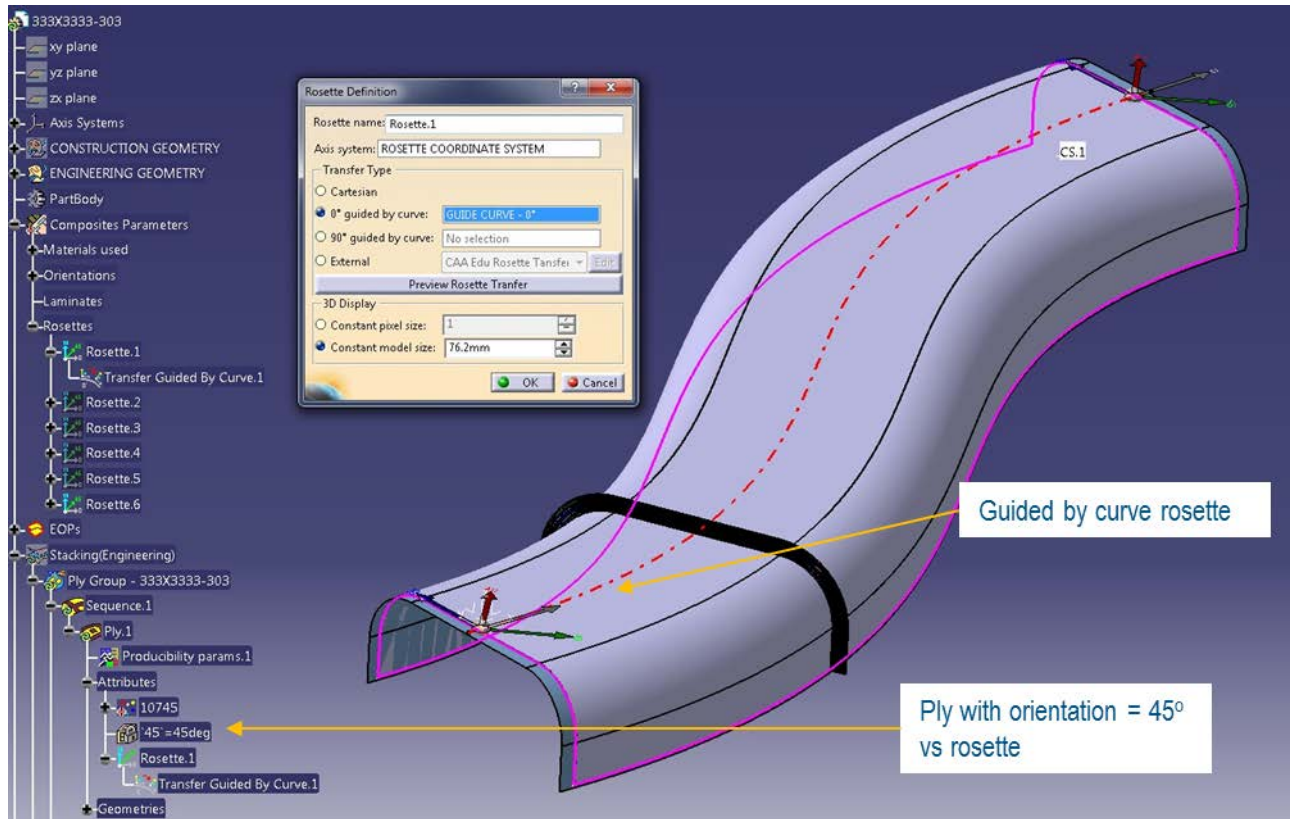 333X3333-303
xy plane
yz plane
zx plane
Axis Systems
CONSTRUCTION GEOMETRY
ENGINEERING GEOMETRY
PartBody
Composites Parameters
Materials used
Orientations
Laminates
Rosettes
Rosette.1
Transfer Guided By Curve.1
Rosette.2
Rosette.3
Rosette.4
Rosette.5
Rosette.6
EOPs
Stacking(Engineering)
Ply Group - 333X3333-303
Sequence.1
Ply.1
Producibility params.1
Attributes
10745
`45`=45deg
Rosette.1
Transfer Guided By Curve.1
Geometries
Rosette Definition
Rosette name: Rosette.1
Axis system: ROSETTE COORDINATE SYSTEM
Transfer Type
Cartesian
0° guided by curve: GUIDE CURVE - 0°
90° guided by curve: No selection
External CAA Edu Rosette Tansfer Edit
Preview Rosette Tranfer
3D Display
Constant pixel size: 1
Constant model size: 76.2mm
OK Cancel
CS.1
Guided by curve rosette
Ply with orientation = 45°
vs rosette